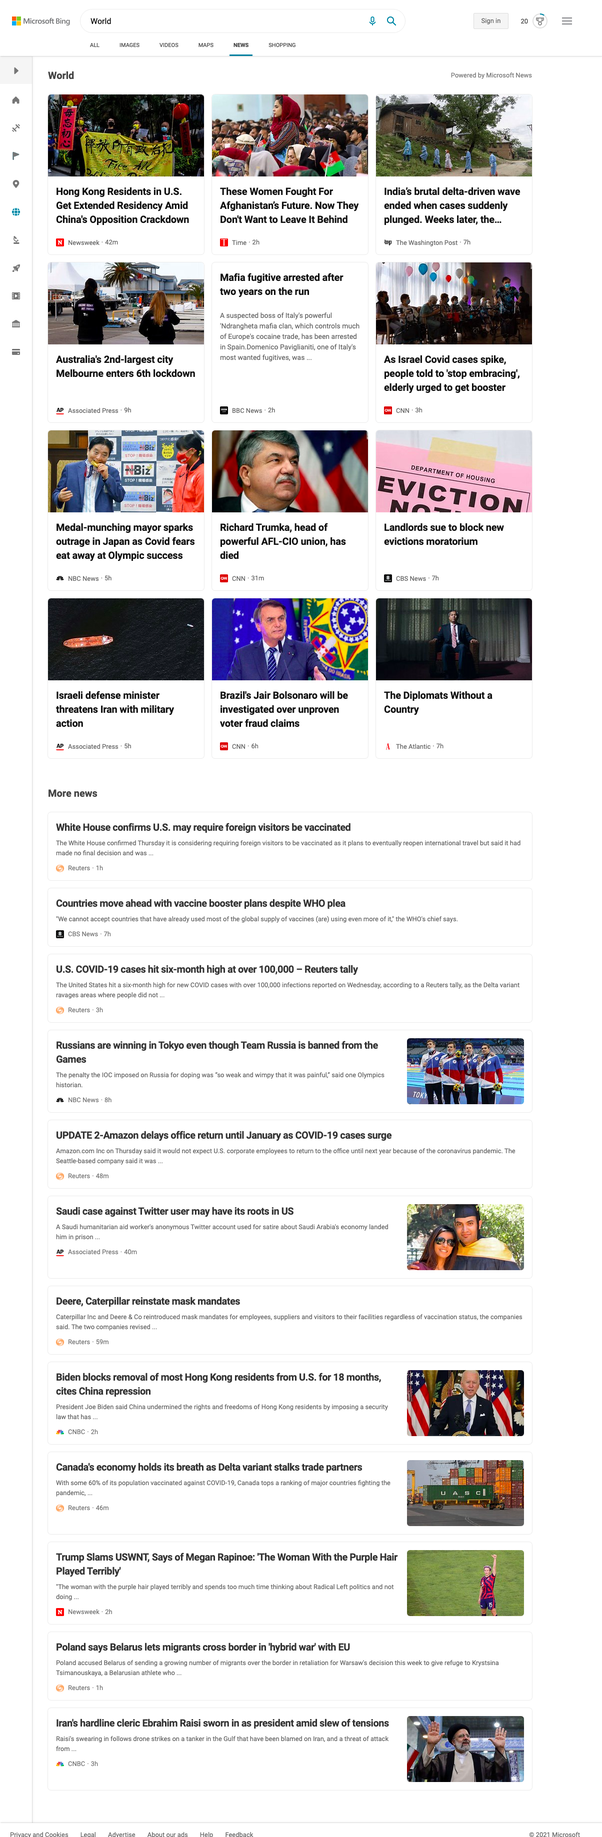 Microsoft Bing
World
Sign in
20
ALL
IMAGES
VIDEOS
MAPS
NEWS
SHOPPING
World
Powered by Microsoft News
Hong Kong Residents in U.S.
Get Extended Residency Amid
China's Opposition Crackdown
Newsweek · 42m
These Women Fought For
Afghanistan's Future. Now They
Don't Want to Leave It Behind
Time · 2h
India's brutal delta-driven wave
ended when cases suddenly
plunged. Weeks later, the...
The Washington Post · 7h
Australia's 2nd-largest city
Melbourne enters 6th lockdown
AP Associated Press · 9h
Mafia fugitive arrested after
two years on the run
A suspected boss of Italy's powerful
'Ndrangheta mafia clan, which controls much
of Europe's cocaine trade, has been arrested
in Spain.Domenico Paviglianiti, one of Italy's
most wanted fugitives, was ...
BBC News · 2h
As Israel Covid cases spike,
people told to 'stop embracing',
elderly urged to get booster
CNN · 3h
NBiz
Medal-munching mayor sparks
outrage in Japan as Covid fears
eat away at Olympic success
NBC News · 5h
Richard Trumka, head of
powerful AFL-CIO union, has
died
CNN · 31m
DEPARTMENT OF HOUSING
EVICTION
Landlords sue to block new
evictions moratorium
CBS News · 7h
Israeli defense minister
threatens Iran with military
action
AP Associated Press · 5h
Brazil's Jair Bolsonaro will be
investigated over unproven
voter fraud claims
CNN · 6h
The Diplomats Without a
Country
The Atlantic · 7h
More news
White House confirms U.S. may require foreign visitors be vaccinated
The White House confirmed Thursday it is considering requiring foreign visitors to be vaccinated as it plans to eventually reopen international travel but said it had
made no final decision and was ...
Reuters · 1h
Countries move ahead with vaccine booster plans despite WHO plea
"We cannot accept countries that have already used most of the global supply of vaccines (are) using even more of it," the WHO's chief says.
CBS News · 7h
U.S. COVID-19 cases hit six-month high at over 100,000 – Reuters tally
The United States hit a six-month high for new COVID cases with over 100,000 infections reported on Wednesday, according to a Reuters tally, as the Delta variant
ravages areas where people did not ...
Reuters · 3h
Russians are winning in Tokyo even though Team Russia is banned from the
Games
The penalty the IOC imposed on Russia for doping was "so weak and wimpy that it was painful," said one Olympics
historian.
NBC News · 8h
UPDATE 2-Amazon delays office return until January as COVID-19 cases surge
Amazon.com Inc on Thursday said it would not expect U.S. corporate employees to return to the office until next year because of the coronavirus pandemic. The
Seattle-based company said it was ...
Reuters · 48m
Saudi case against Twitter user may have its roots in US
A Saudi humanitarian aid worker's anonymous Twitter account used for satire about Saudi Arabia's economy landed
him in prison ...
AP Associated Press · 40m
Deere, Caterpillar reinstate mask mandates
Caterpillar Inc and Deere & Co reintroduced mask mandates for employees, suppliers and visitors to their facilities regardless of vaccination status, the companies
said. The two companies revised ...
Reuters · 59m
Biden blocks removal of most Hong Kong residents from U.S. for 18 months,
cites China repression
President Joe Biden said China undermined the rights and freedoms of Hong Kong residents by imposing a security
law that has ...
CNBC · 2h
Canada's economy holds its breath as Delta variant stalks trade partners
With some 60% of its population vaccinated against COVID-19, Canada tops a ranking of major countries fighting the
pandemic, ...
Reuters · 46m
UASC
Trump Slams USWNT, Says of Megan Rapinoe: 'The Woman With the Purple Hair
Played Terribly'
"The woman with the purple hair played terribly and spends too much time thinking about Radical Left politics and not
doing ...
Newsweek · 2h
Poland says Belarus lets migrants cross border in 'hybrid war' with EU
Poland accused Belarus of sending a growing number of migrants over the border in retaliation for Warsaw's decision this week to give refuge to Krystsina
Tsimanouskaya, a Belarusian athlete who ...
Reuters · 1h
Iran's hardline cleric Ebrahim Raisi sworn in as president amid slew of tensions
Raisi's swearing in follows drone strikes on a tanker in the Gulf that have been blamed on Iran, and a threat of attack
from ...
CNBC · 3h
Privacy and Cookies
Legal
Advertise
About our ads
Help
Feedback
© 2021 Microsoft